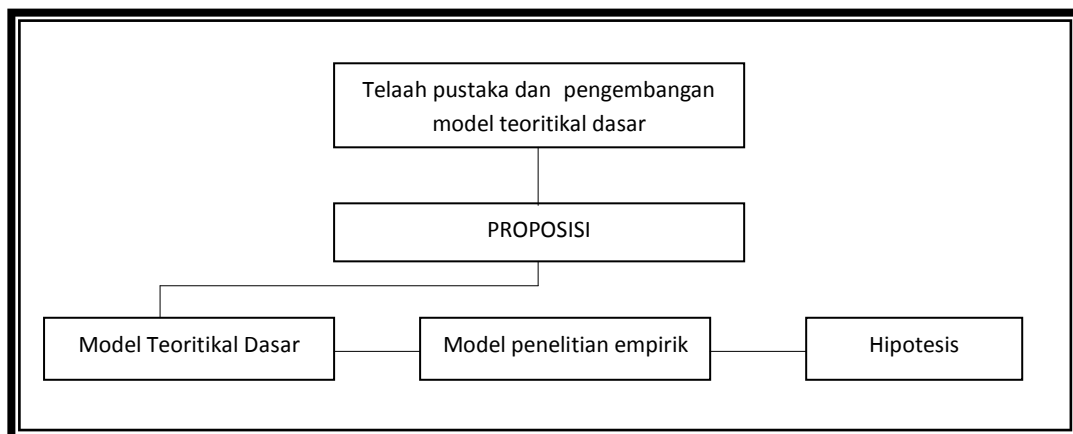 Telaah pustaka dan pengembangan
model teoritikal dasar
PROPOSISI
Model Teoritikal Dasar
Model penelitian empirik
Hipotesis